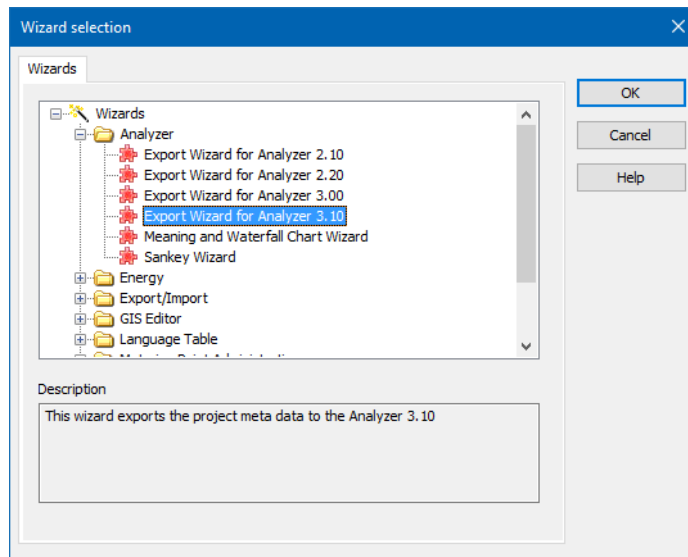 Wizard selection
Wizards
OK
Cancel
Help
Wizards
Analyzer
Export Wizard for Analyzer 2.10
Export Wizard for Analyzer 2.20
Export Wizard for Analyzer 3.00
Export Wizard for Analyzer 3.10
Meaning and Waterfall Chart Wizard
Sankey Wizard
Energy
Export/Import
GIS Editor
Language Table
Description
This wizard exports the project meta data to the Analyzer 3.10